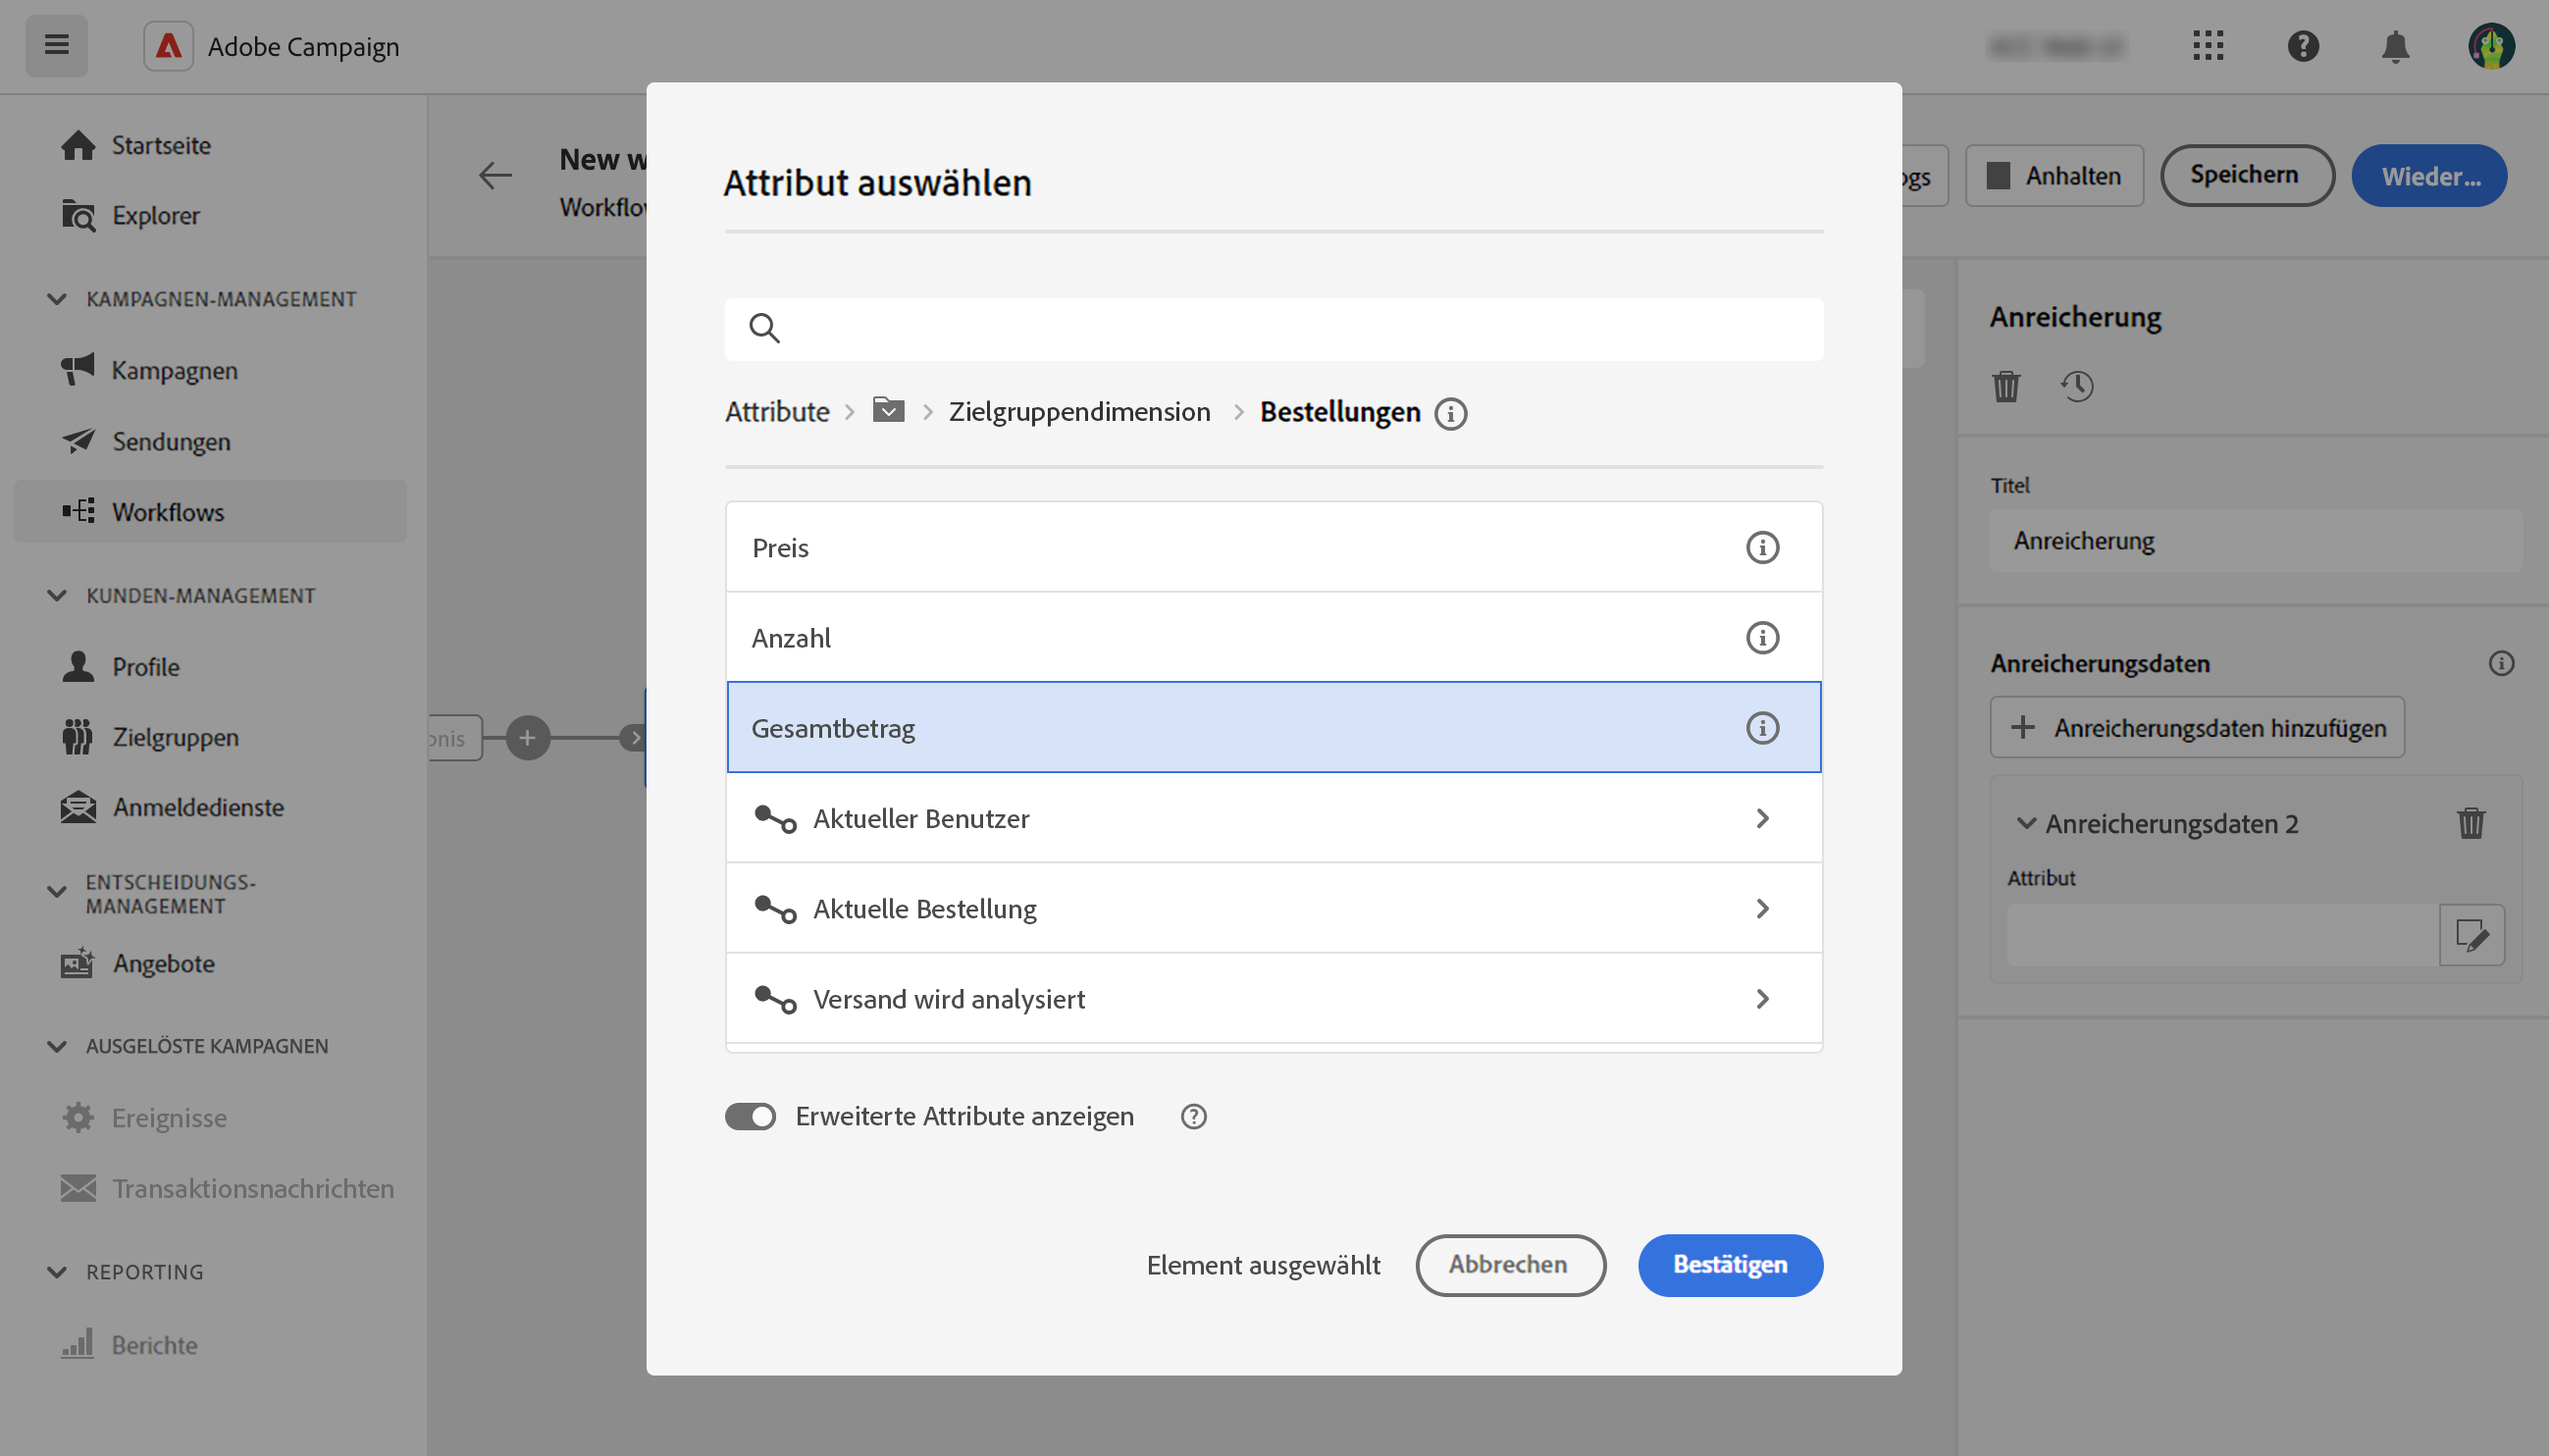 Adobe Campaign
Startseite
Explorer
KAMPAGNEN-MANAGEMENT
Kampagnen
Sendungen
Workflows
KUNDEN-MANAGEMENT
Profile
Zielgruppen
Anmeldedienste
ENTSCHEIDUNGS-
MANAGEMENT
Angebote
AUSGELÖSTE KAMPAGNEN
Ereignisse
Transaktionsnachrichten
REPORTING
Berichte
New w
Workflow
onis
Attribut auswählen
Attribute > > Zielgruppendimension > Bestellungen
Preis
Anzahl
Gesamtbetrag
Aktueller Benutzer
Aktuelle Bestellung
Versand wird analysiert
Erweiterte Attribute anzeigen
Element ausgewählt Abbrechen Bestätigen
ogs Anhalten Speichern Wieder...
Anreicherung
Titel
Anreicherung
Anreicherungsdaten
Anreicherungsdaten hinzufügen
Anreicherungsdaten 2
Attribut